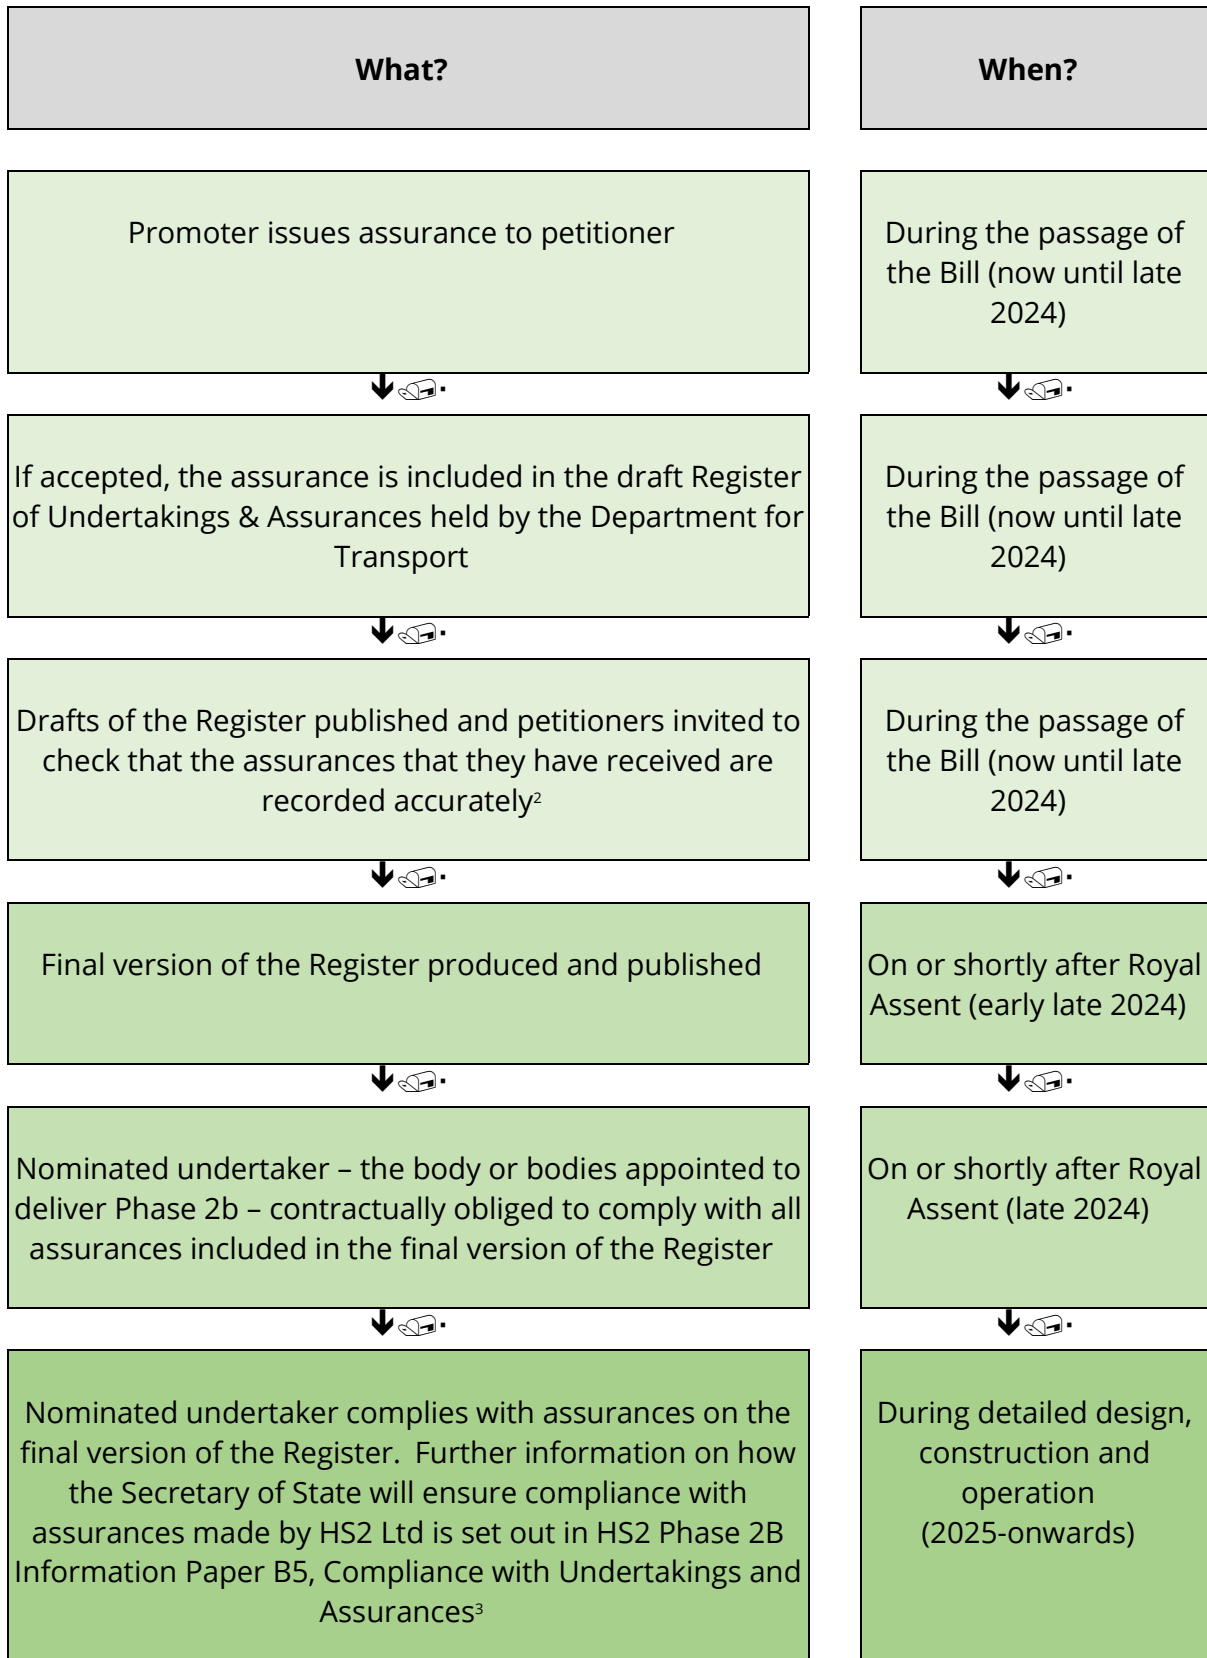 What?
When?
Promoter issues assurance to petitioner
During the passage of
the Bill (now until late
2024)
If accepted, the assurance is included in the draft Register
of Undertakings & Assurances held by the Department for
Transport
During the passage of
the Bill (now until late
2024)
Drafts of the Register published and petitioners invited to
check that the assurances that they have received are
recorded accurately²
During the passage of
the Bill (now until late
2024)
Final version of the Register produced and published
On or shortly after Royal
Assent (early late 2024)
Nominated undertaker – the body or bodies appointed to
deliver Phase 2b – contractually obliged to comply with all
assurances included in the final version of the Register
On or shortly after Royal
Assent (late 2024)
Nominated undertaker complies with assurances on the
final version of the Register. Further information on how
the Secretary of State will ensure compliance with
assurances made by HS2 Ltd is set out in HS2 Phase 2B
Information Paper B5, Compliance with Undertakings and
Assurances³
During detailed design,
construction and
operation
(2025-onwards)